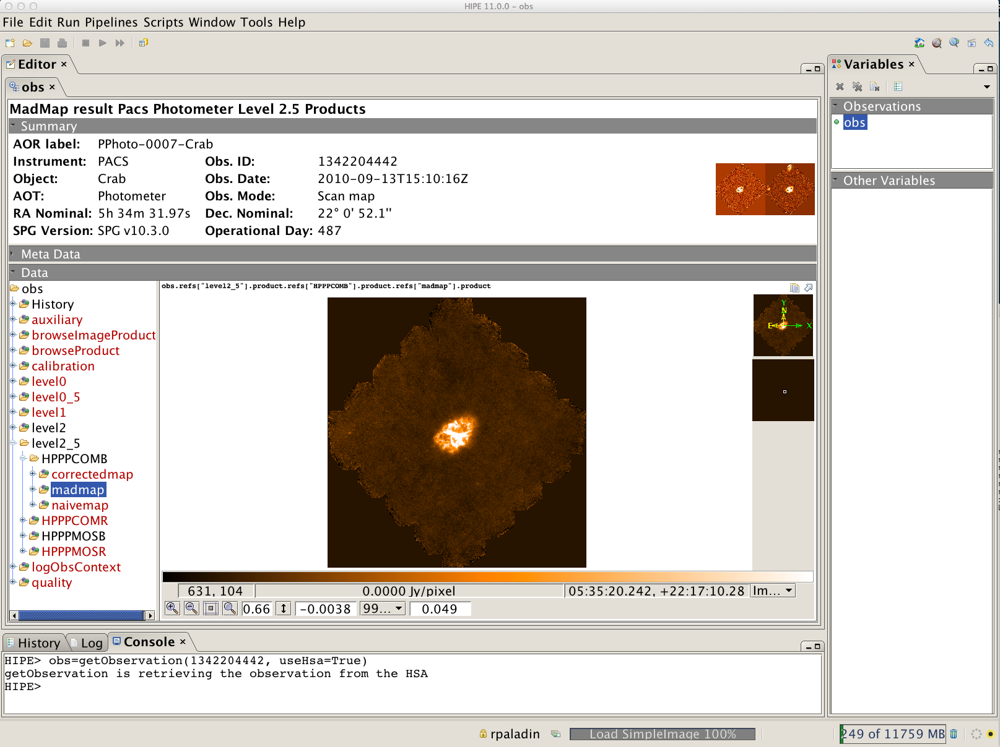 HIPE 11.0.0 - obs
File Edit Run Pipelines Scripts Window Tools Help
Editor ×
obs ×
MadMap result Pacs Photometer Level 2.5 Products
Summary
AOR label: PPhoto-0007-Crab
Instrument: PACS Obs. ID: 1342204442
Object: Crab Obs. Date: 2010-09-13T15:10:16Z
AOT: Photometer Obs. Mode: Scan map
RA Nominal: 5h 34m 31.97s Dec. Nominal: 22° 0' 52.1''
SPG Version: SPG v10.3.0 Operational Day: 487
Meta Data
Data
obs
History
auxiliary
browseImageProduct
browseProduct
calibration
level0
level0_5
level1
level2
level2_5
HPPPCOMB
correctedmap
madmap
naivemap
HPPPCOMR
HPPPMOSB
HPPPMOSR
logObsContext
quality
obs.refs["level2_5"].product.refs["HPPPCOMB"].product.refs["madmap"].product
Y
N
E X
631, 104 0.0000 Jy/pixel 05:35:20.242, +22:17:10.28 Im...
0.66 -0.0038 99... 0.049
History Log Console ×
HIPE> obs=getObservation(1342204442, useHsa=True)
getObservation is retrieving the observation from the HSA
HIPE>
Variables ×
Observations
obs
Other Variables
rpaladin Load SimpleImage 100% 249 of 11759 MB